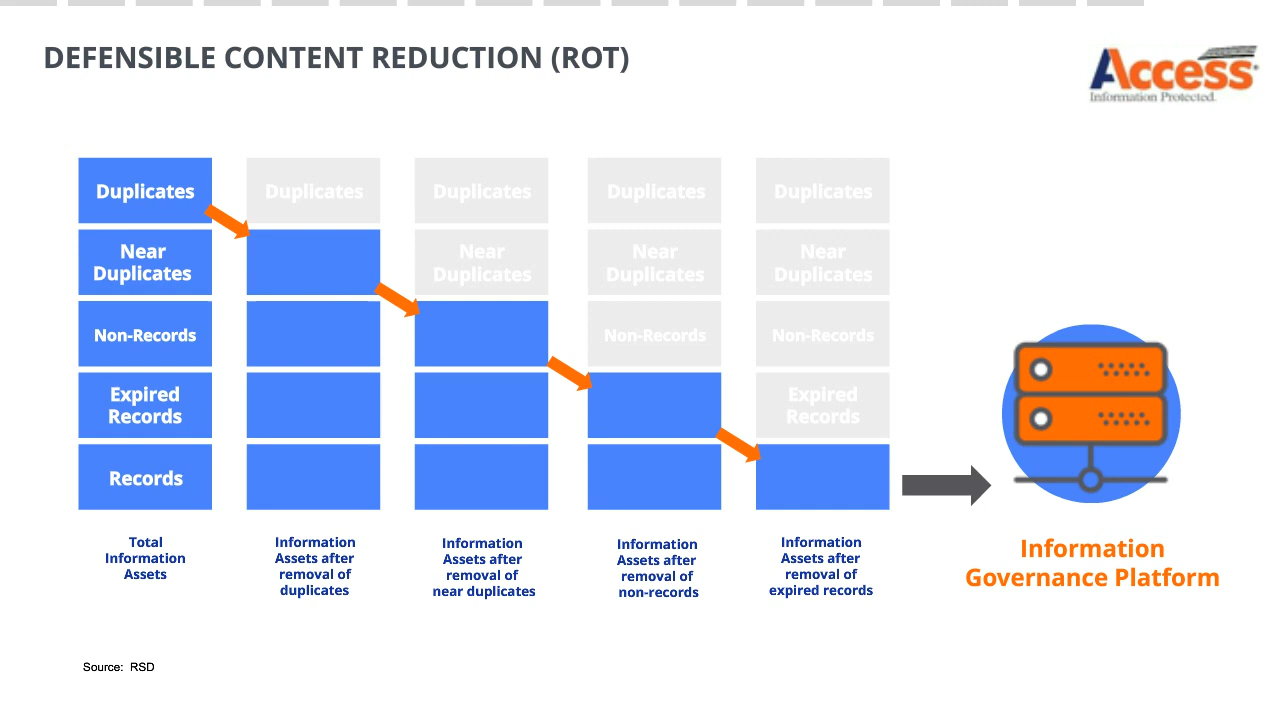 DEFENSIBLE CONTENT REDUCTION (ROT)
Access
Information Protected.
Duplicates
Near
Duplicates
Non-Records
Expired
Records
Records
Duplicates
Duplicates
Near
Duplicates
Duplicates
Near
Duplicates
Non-Records
Duplicates
Near
Duplicates
Non-Records
Expired
Records
Total
Information
Assets
Information
Assets after
removal of
duplicates
Information
Assets after
removal of
near duplicates
Information
Assets after
removal of
non-records
Information
Assets after
removal of
expired records
Information
Governance Platform
Source: RSD